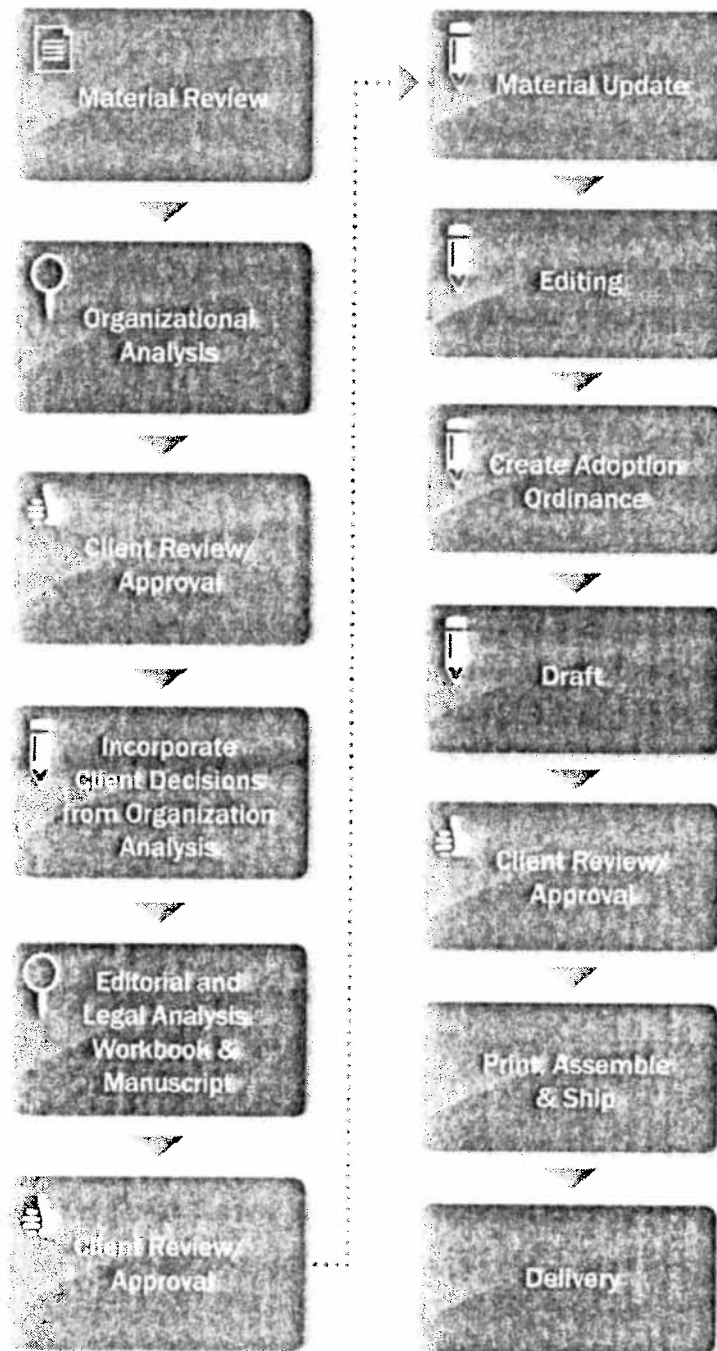 Material Review
Organizational
Analysis
Client Review/
Approval
Incorporate
Client Decisions
from Organization
Analysis
Editorial and
Legal Analysis
Workbook &
Manuscript
Client Review/
Approval
Material Update
Editing
Create Adoption
Ordinance
Draft
Client Review/
Approval
Print, Assemble
& Ship
Delivery